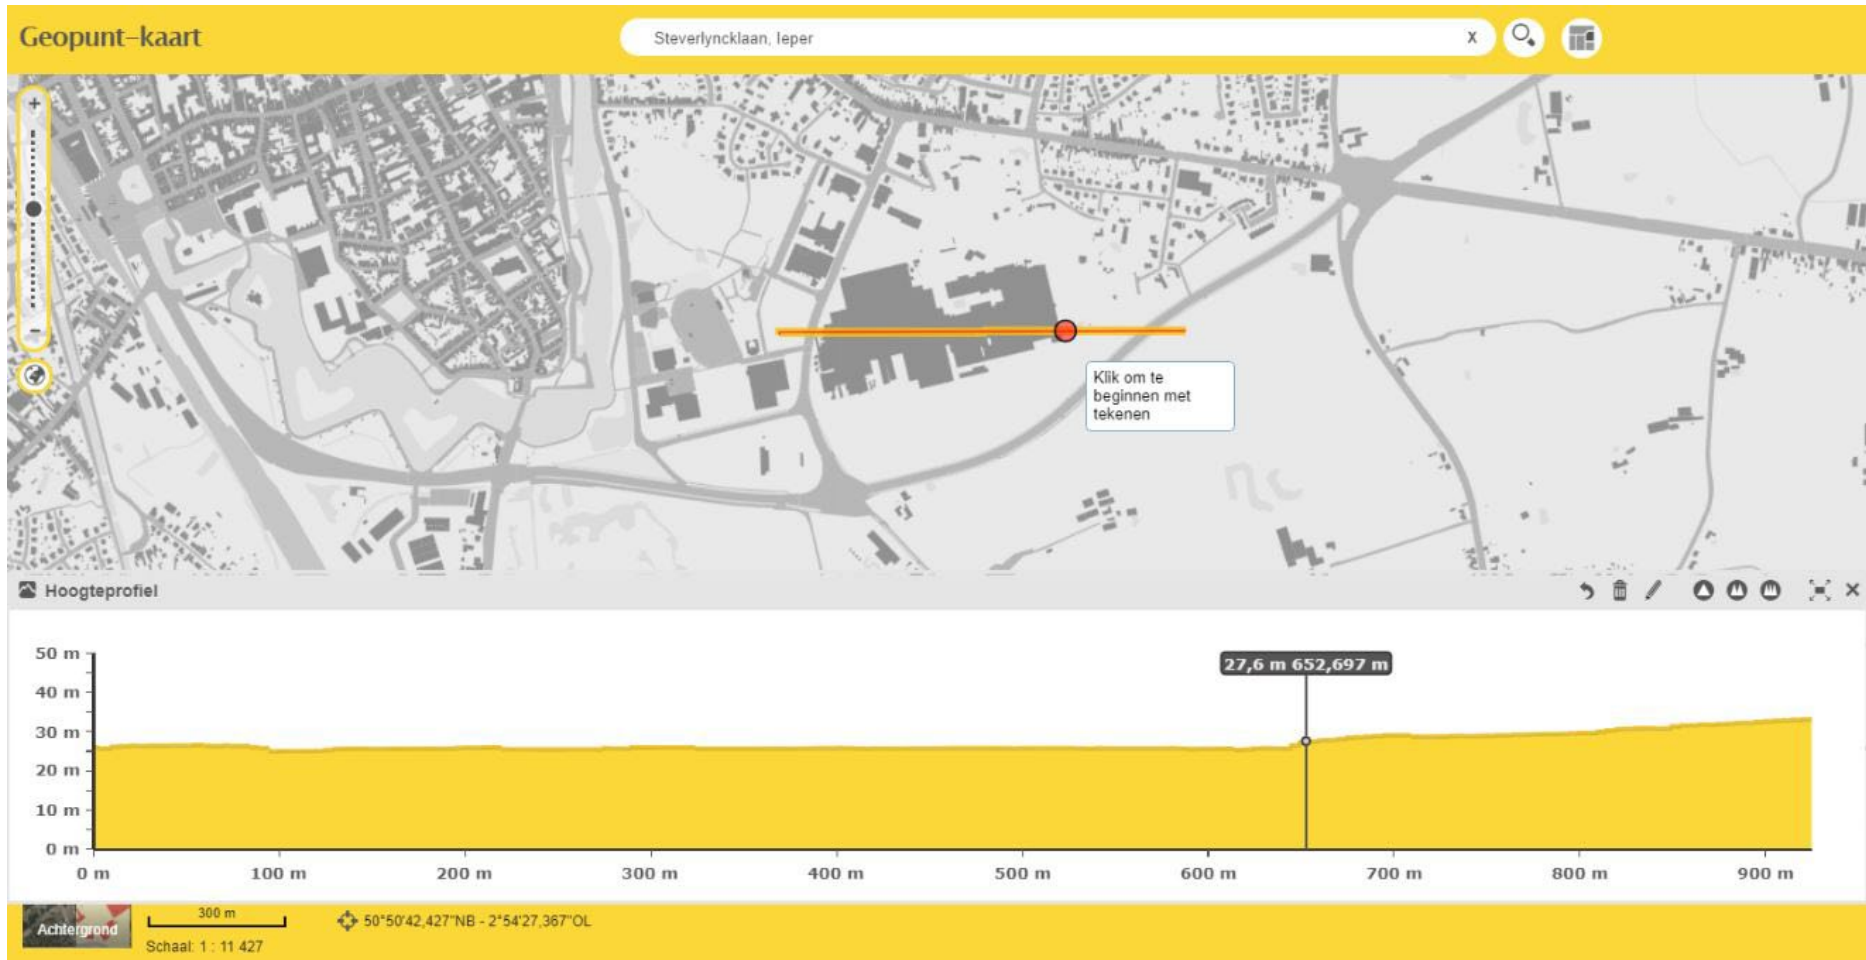 Geopunt-kaart
Steverlyncklaan, Ieper
X
+
-
Klik om te
beginnen met
tekenen
Hoogteprofiel
50 m
40 m
30 m
20 m
10 m
0 m
27,6 m 652,697 m
0 m 100 m 200 m 300 m 400 m 500 m 600 m 700 m 800 m 900 m
Achtergrond
300 m
Schaal: 1 : 11 427
50°50'42,427"NB - 2°54'27,367"OL